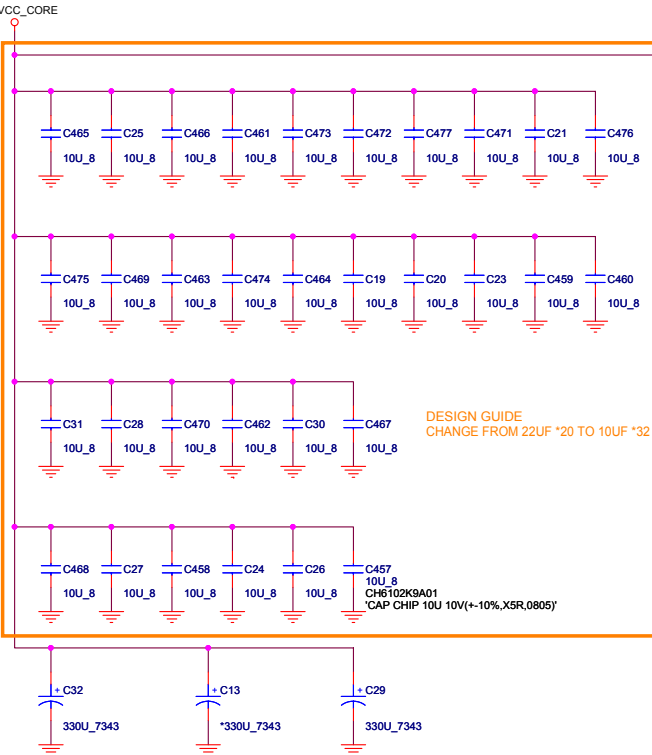 VCC_CORE
C465 C25 C466 C461 C473 C472 C477 C471 C21 C476
10U_8 10U_8 10U_8 10U_8 10U_8 10U_8 10U_8 10U_8 10U_8 10U_8
C475 C469 C463 C474 C464 C19 C20 C23 C459 C460
10U_8 10U_8 10U_8 10U_8 10U_8 10U_8 10U_8 10U_8 10U_8 10U_8
C31 C28 C470 C462 C30 C467
10U_8 10U_8 10U_8 10U_8 10U_8 10U_8
DESIGN GUIDE
CHANGE FROM 22UF *20 TO 10UF *32
C468 C27 C458 C24 C26 C457
10U_8 10U_8 10U_8 10U_8 10U_8 10U_8
CH6102K9A01
'CAP CHIP 10U 10V(+-10%,X5R,0805)'
+ C32 + C13 + C29
330U_7343 *330U_7343 330U_7343